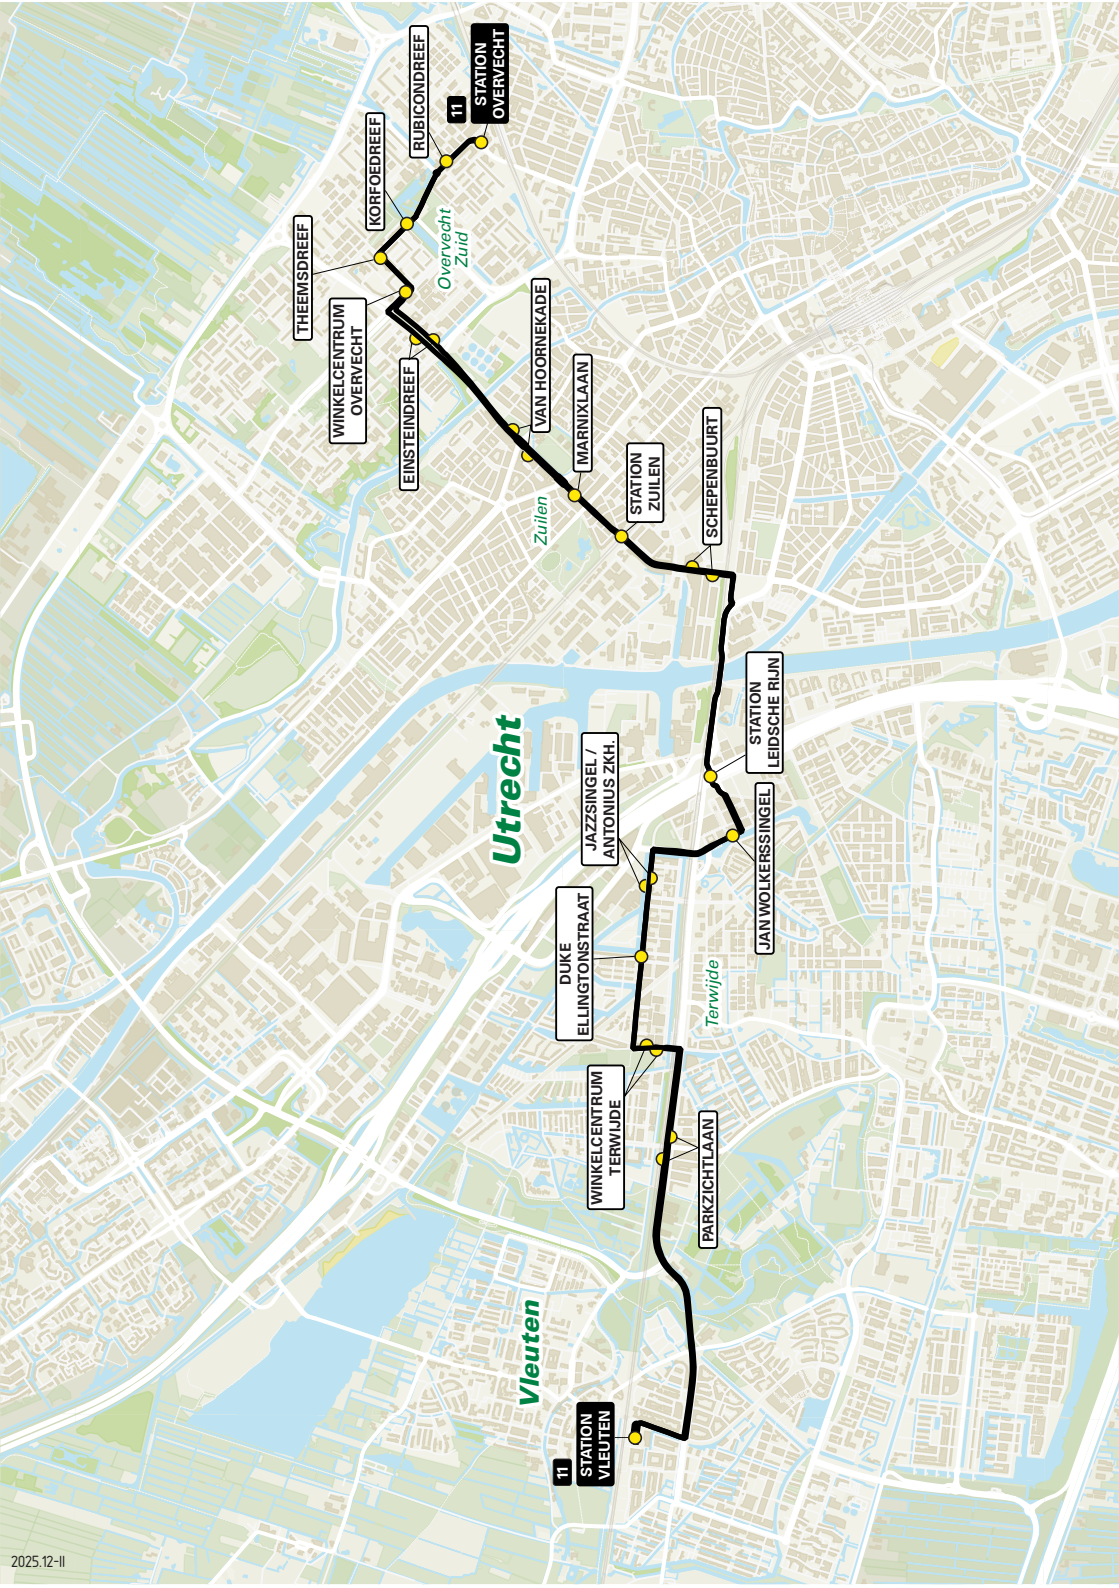 11
STATION
OVERVECHT
RUBICONDREEF
KORFOEDREEF
THEEMSDREEF
Overvecht
Zuid
WINKELCENTRUM
OVERVECHT
EINSTEINDREEF
VAN HOORNEKADE
MARNIXLAAN
Zuilen
STATION
ZUILEN
SCHEPENBUURT
STATION
LEIDSCHE RIJN
Utrecht
JAZZSINGEL /
ANTONIUS ZKH.
JAN WOLKERSSINGEL
DUKE
ELLINGTONSTRAAT
Terwijde
WINKELCENTRUM
TERWIJDE
PARKZICHTLAAN
Vleuten
11
STATION
VLEUTEN
2025.12-II